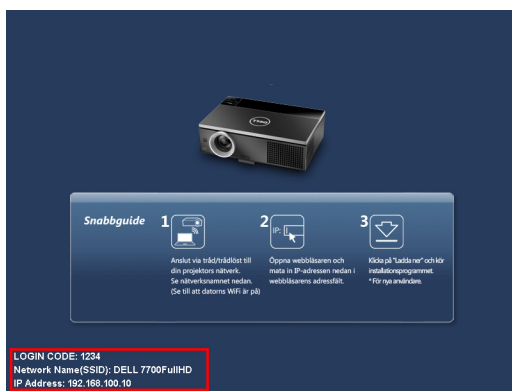 DELL
Snabbguide
1
2
3
IP:
Anslut via tråd/trådlöst till
din projektors nätverk.
Se nätverksnamnet nedan.
(Se till att datorns WiFi är på)
Öppna webbläsaren och
mata in IP-adressen nedan i
webbläsarens adressfält.
Klicka på "Ladda ner" och kör
installationsprogrammet.
* För nya användare.
LOGIN CODE: 1234
Network Name(SSID): DELL 7700FullHD
IP Address: 192.168.100.10